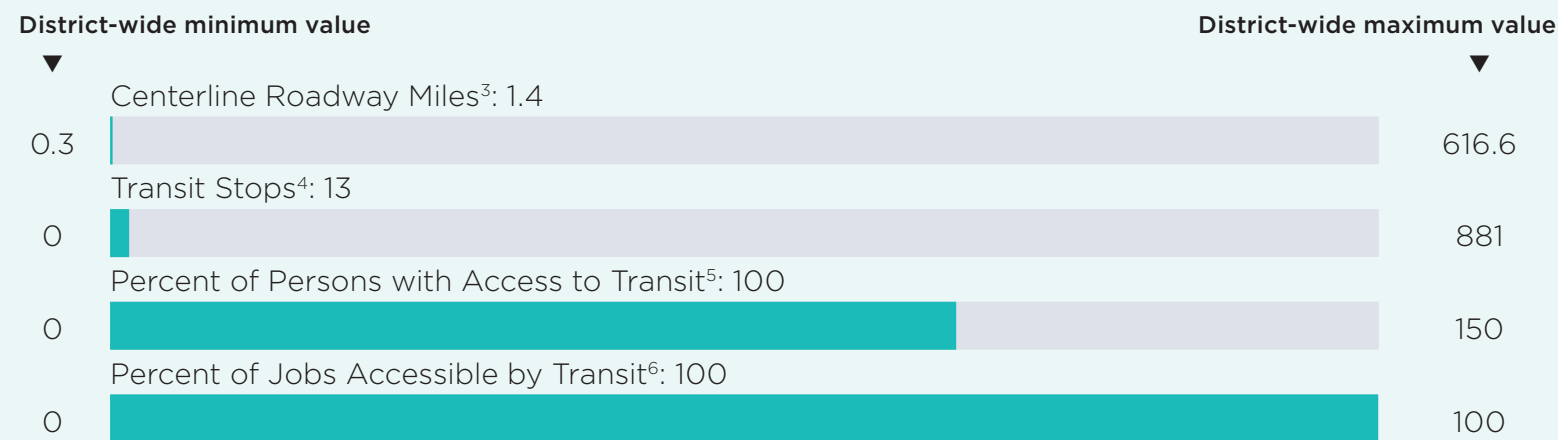 District-wide minimum value District-wide maximum value
▼ ▼
Centerline Roadway Miles³: 1.4
0.3 616.6
Transit Stops⁴: 13
0 881
Percent of Persons with Access to Transit⁵: 100
0 150
Percent of Jobs Accessible by Transit⁶: 100
0 100